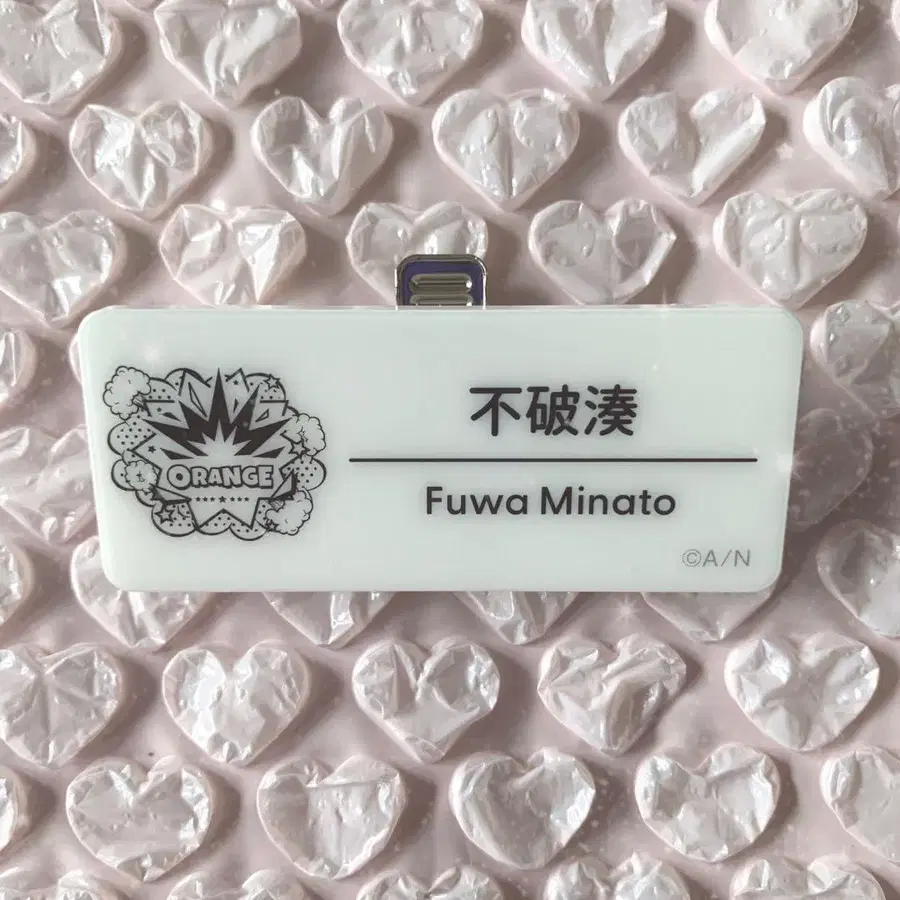 ORANGE
不破湊
Fuwa Minato
©A/N